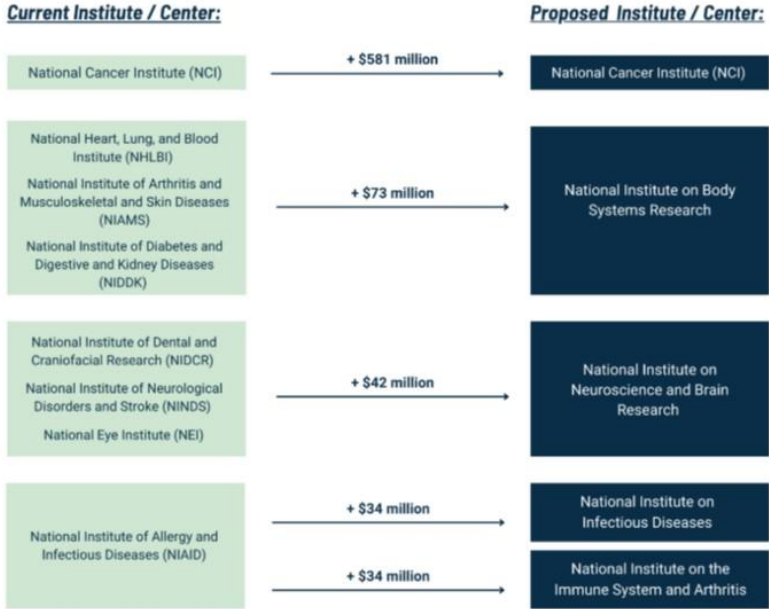 Current Institute / Center:
Proposed Institute / Center:
National Cancer Institute (NCI)
+ $581 million
National Cancer Institute (NCI)
National Heart, Lung, and Blood
Institute (NHLBI)
National Institute of Arthritis and
Musculoskeletal and Skin Diseases
(NIAMS)
National Institute of Diabetes and
Digestive and Kidney Diseases
(NIDDK)
+ $73 million
National Institute on Body
Systems Research
National Institute of Dental and
Craniofacial Research (NIDCR)
National Institute of Neurological
Disorders and Stroke (NINDS)
National Eye Institute (NEI)
+ $42 million
National Institute on
Neuroscience and Brain
Research
National Institute of Allergy and
Infectious Diseases (NIAID)
+ $34 million
National Institute on
Infectious Diseases
+ $34 million
National Institute on the
Immune System and Arthritis